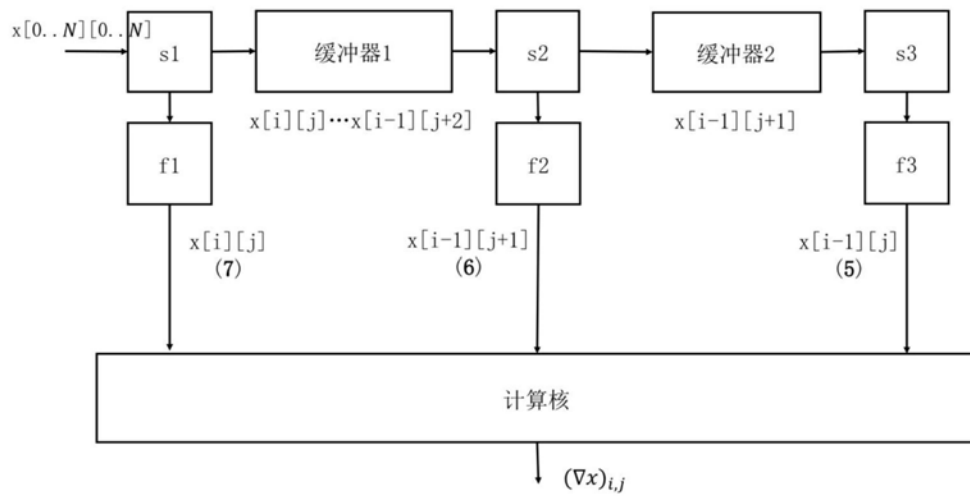 x[0..N][0..N]
s1
缓冲器1
s2
缓冲器2
s3
x[i][j]…x[i-1][j+2]
x[i-1][j+1]
f1
f2
f3
x[i][j]
(7)
x[i-1][j+1]
(6)
x[i-1][j]
(5)
计算核
(∇x)i,j